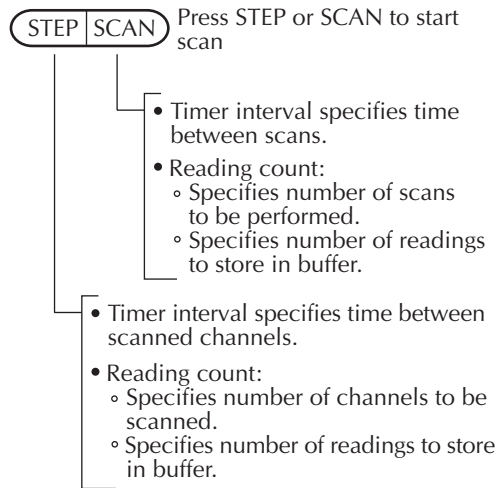 STEP SCAN Press STEP or SCAN to start
scan
• Timer interval specifies time
between scans.
• Reading count:
∘ Specifies number of scans
to be performed.
∘ Specifies number of readings
to store in buffer.
• Timer interval specifies time between
scanned channels.
• Reading count:
∘ Specifies number of channels to be
scanned.
∘ Specifies number of readings to store
in buffer.